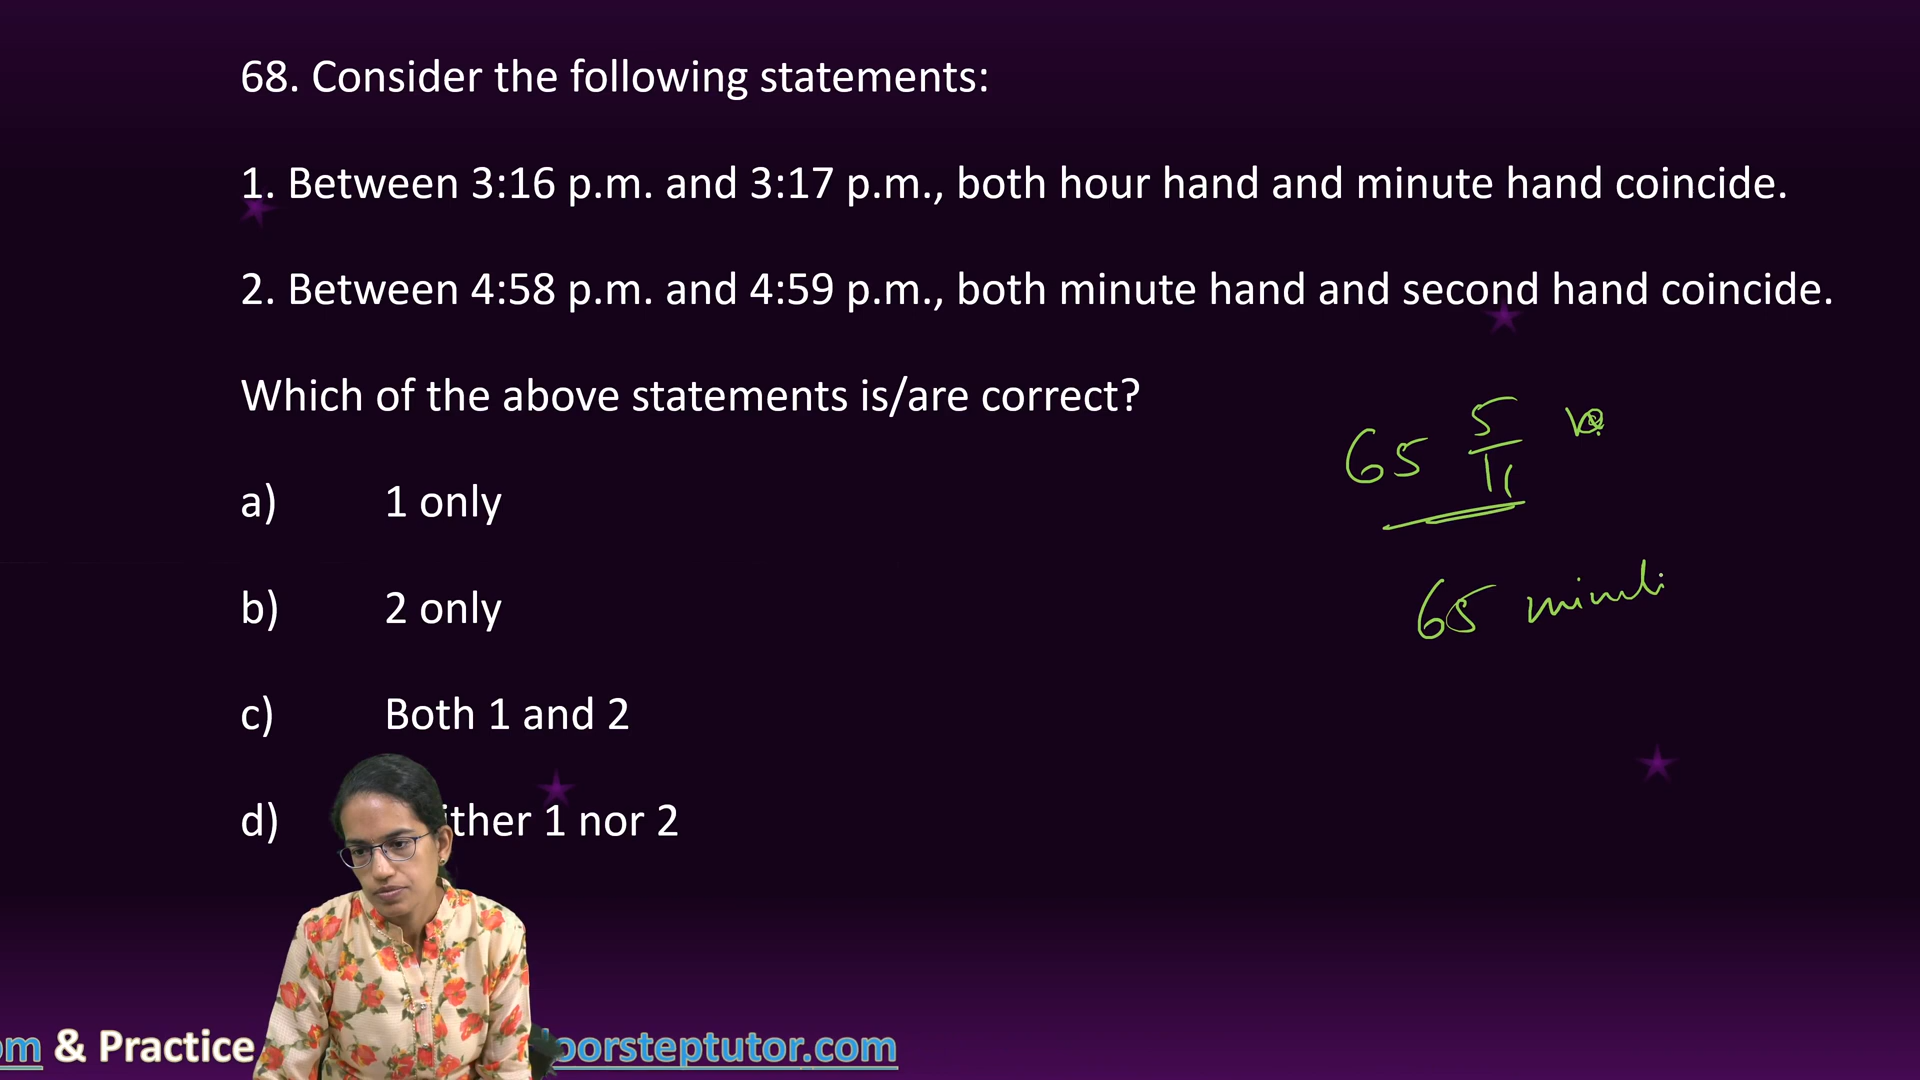 68. Consider the following statements:
1. Between 3:16 p.m. and 3:17 p.m., both hour hand and minute hand coincide.
2. Between 4:58 p.m. and 4:59 p.m., both minute hand and second hand coincide.
Which of the above statements is/are correct?
65 5/11
a) 1 only
65
b) 2 only
c) Both 1 and 2
d) ither 1 nor 2
om & Practice oorsteptutor.com